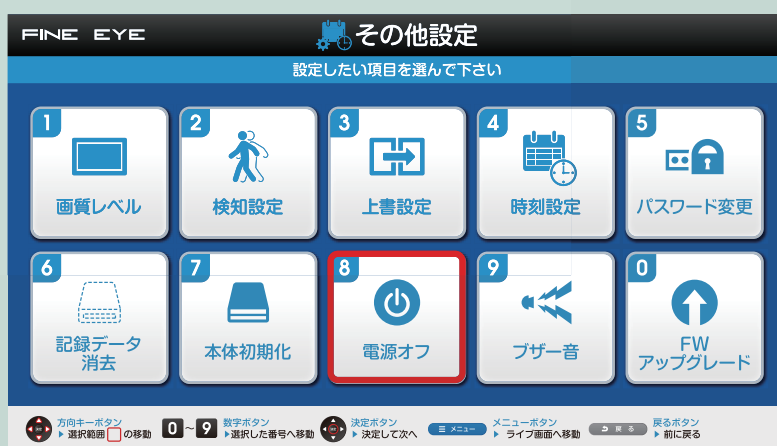 FINE EYE
その他設定
設定したい項目を選んで下さい
1
画質レベル
2
検知設定
3
上書設定
4
時刻設定
5
パスワード変更
6
記録データ
消去
7
本体初期化
8
電源オフ
9
ブザー音
0
FW
アップグレード
方向キーボタン
▶ 選択範囲 の移動
0 ~ 9
数字ボタン
▶選択した番号へ移動
決定ボタン
▶ 決定して次へ
☰ メニュー
メニューボタン
▶ ライブ画面へ移動
戻る
戻るボタン
▶ 前に戻る